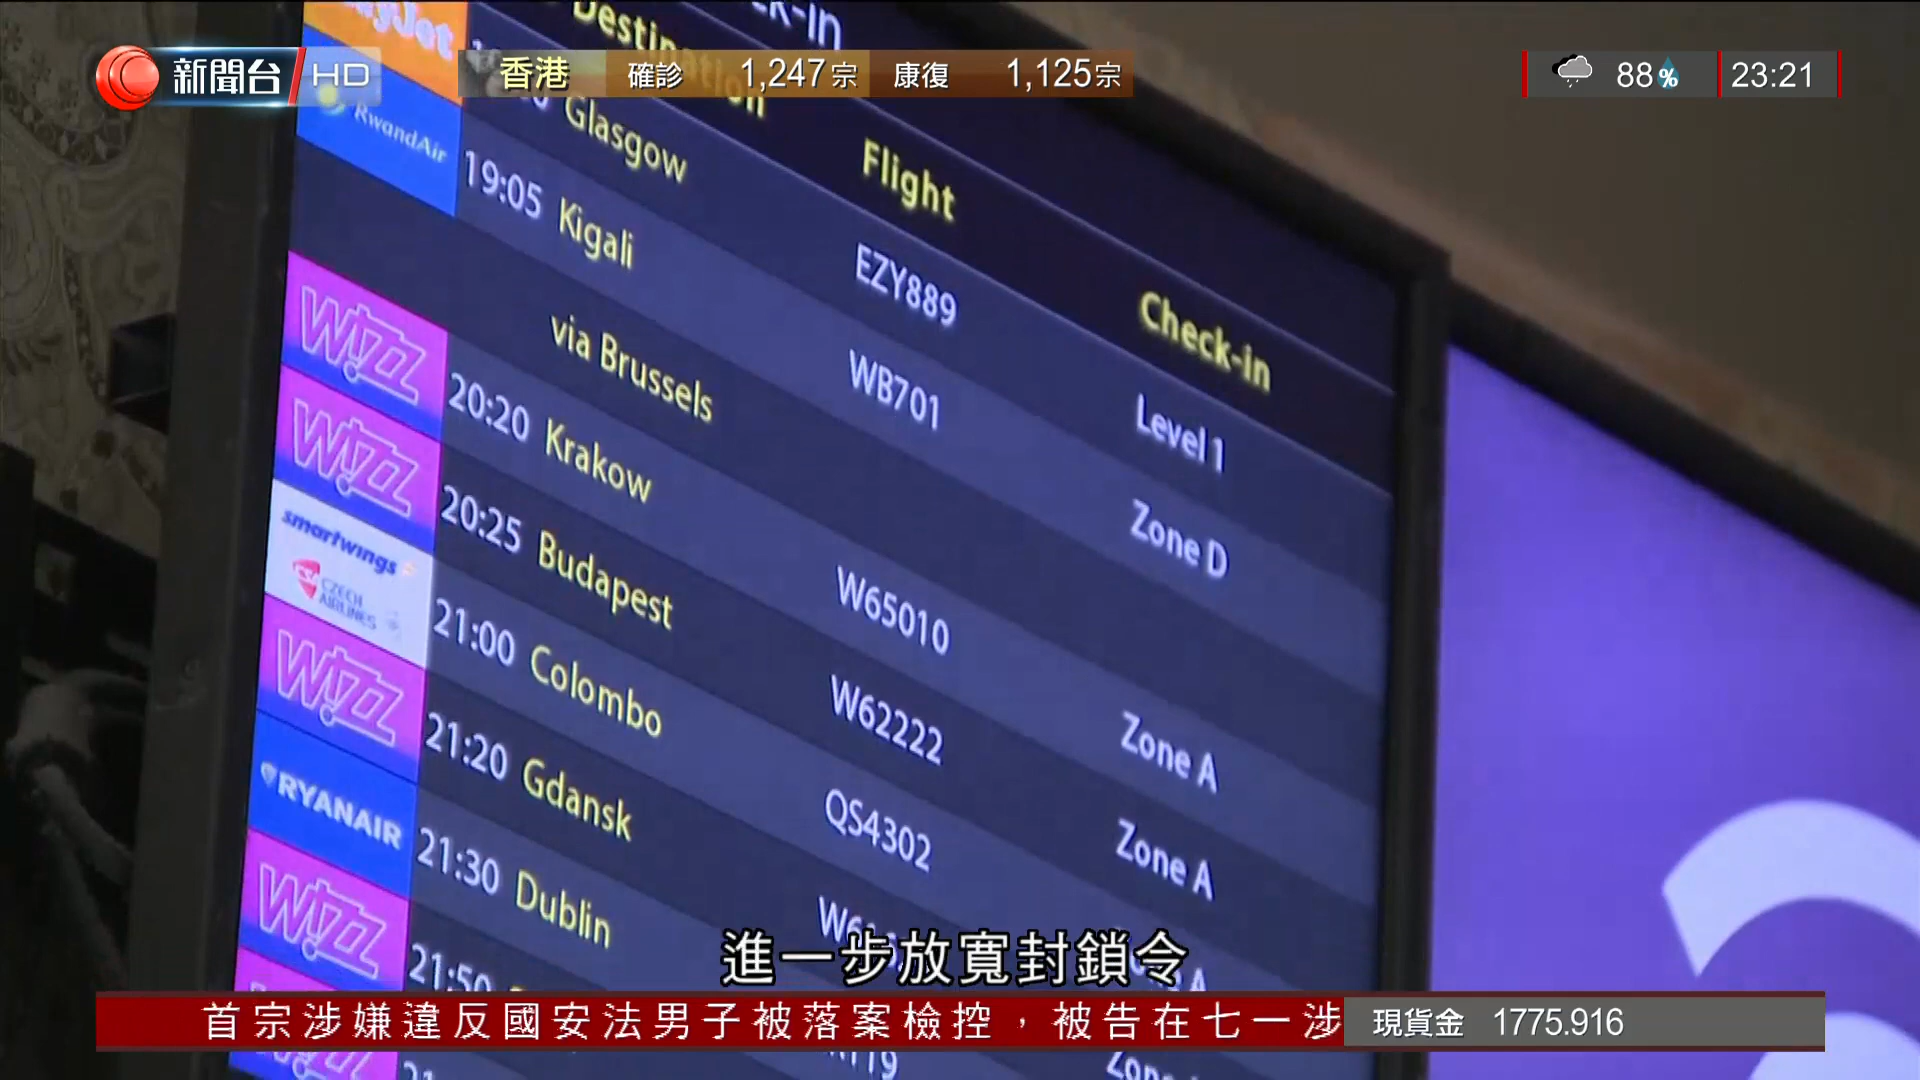 新聞台 HD
香港 確診 1,247宗 康復 1,125宗
88%
23:21
Destination
Flight
Check-in
RwandAir
Glasgow EZY889 Level 1
19:05 Kigali WB701 Zone D
via Brussels
WIZZ 20:20 Krakow W65010 Zone A
WIZZ 20:25 Budapest W62222 Zone A
smartwings
CZECH AIRLINES
21:00 Colombo QS4302
WIZZ 21:20 Gdansk
RYANAIR 21:30 Dublin
WIZZ 21:50
進一步放寬封鎖令
首宗涉嫌違反國安法男子被落案檢控，被告在七一涉
現貨金 1775.916